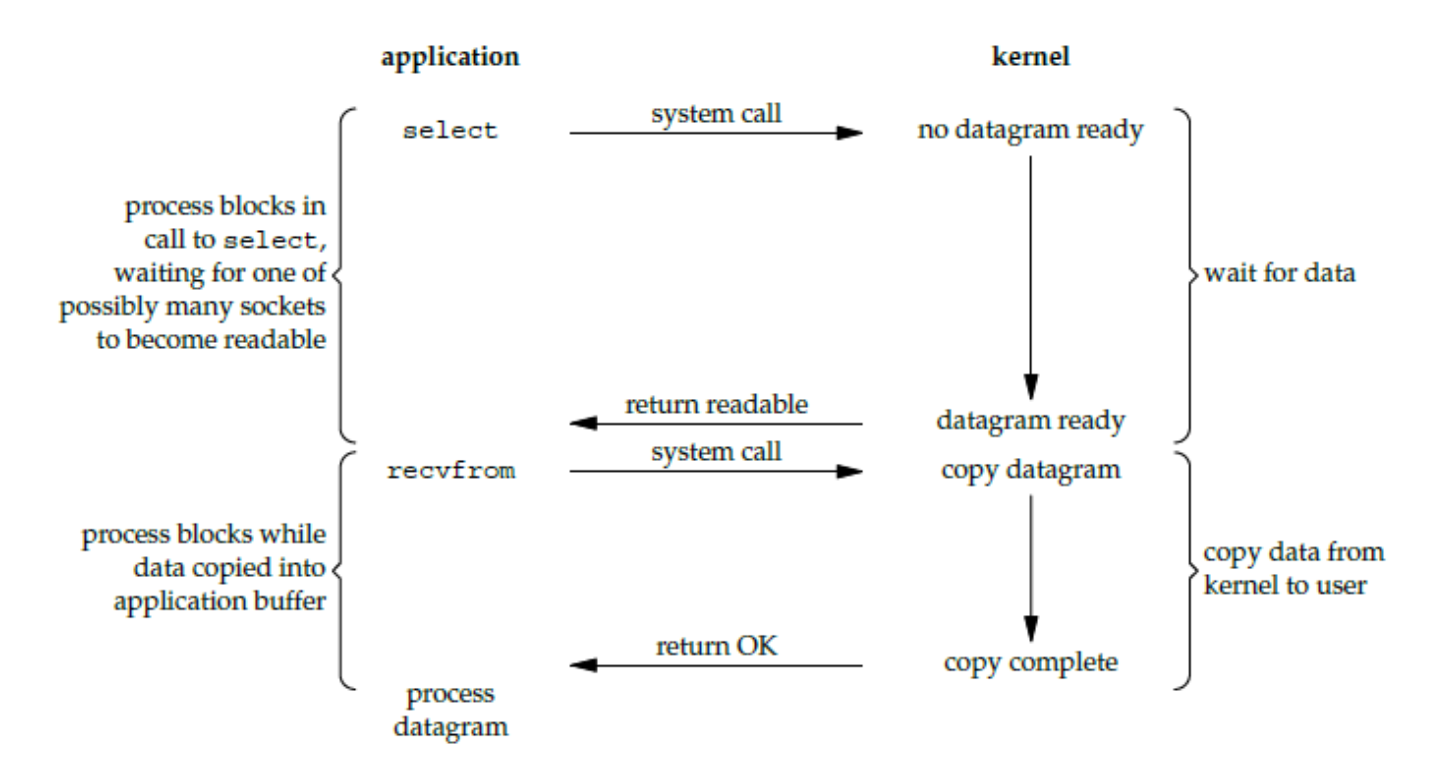 application
kernel
select
system call
no datagram ready
process blocks in
call to select,
waiting for one of
possibly many sockets
to become readable
wait for data
return readable
datagram ready
recvfrom
system call
copy datagram
process blocks while
data copied into
application buffer
copy data from
kernel to user
return OK
copy complete
process
datagram